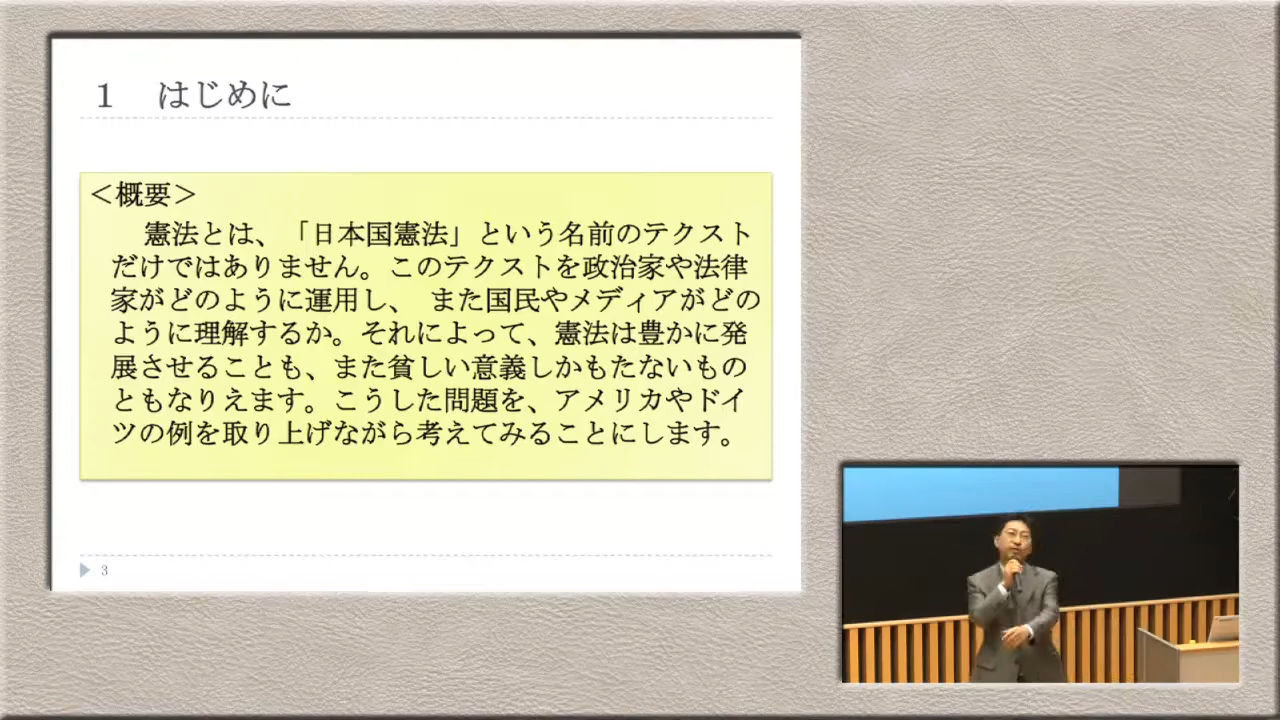 1 はじめに
＜概要＞
憲法とは、「日本国憲法」という名前のテクスト
だけではありません。このテクストを政治家や法律
家がどのように運用し、 また国民やメディアがどの
ように理解するか。それによって、憲法は豊かに発
展させることも、また貧しい意義しかもたないもの
ともなりえます。こうした問題を、アメリカやドイ
ツの例を取り上げながら考えてみることにします。
3